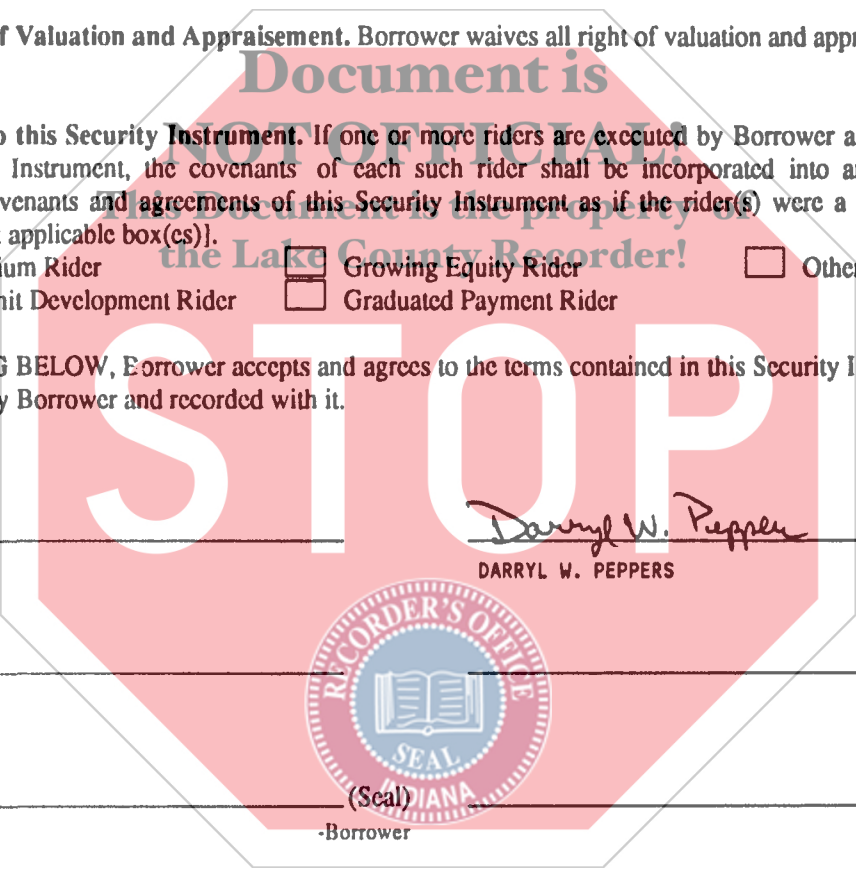 f Valuation and Appraisement. Borrower waives all right of valuation and appr
Document is
o this Security Instrument. If one or more riders are executed by Borrower a
NOT OFFICIAL!
Instrument, the covenants of each such rider shall be incorporated into a
venants and agreements of this Security Instrument as if the rider(s) were a
This Document is the property of
applicable box(es)].
the Lake County Recorder!
ium Rider Growing Equity Rider Other
nit Development Rider Graduated Payment Rider
G BELOW, Borrower accepts and agrees to the terms contained in this Security I
y Borrower and recorded with it.
STOP
Darryl W. Peppers
DARRYL W. PEPPERS
RECORDER'S OFFICE
SEAL
INDIANA
(Seal)
-Borrower